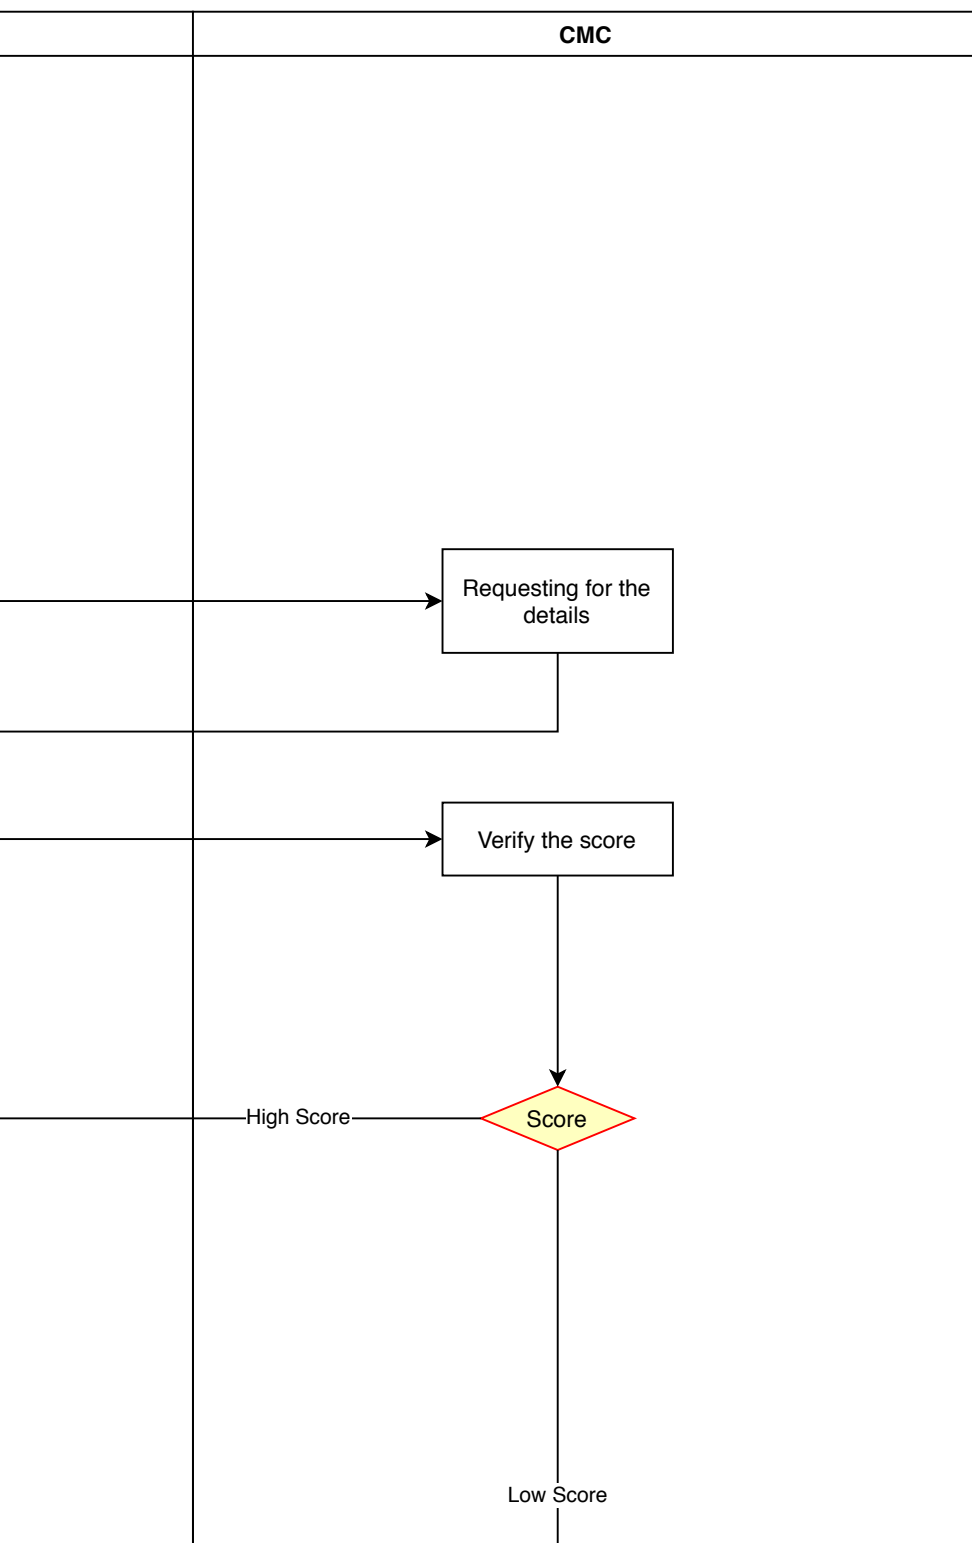 CMC
Requesting for the
details
Verify the score
High Score
Score
Low Score